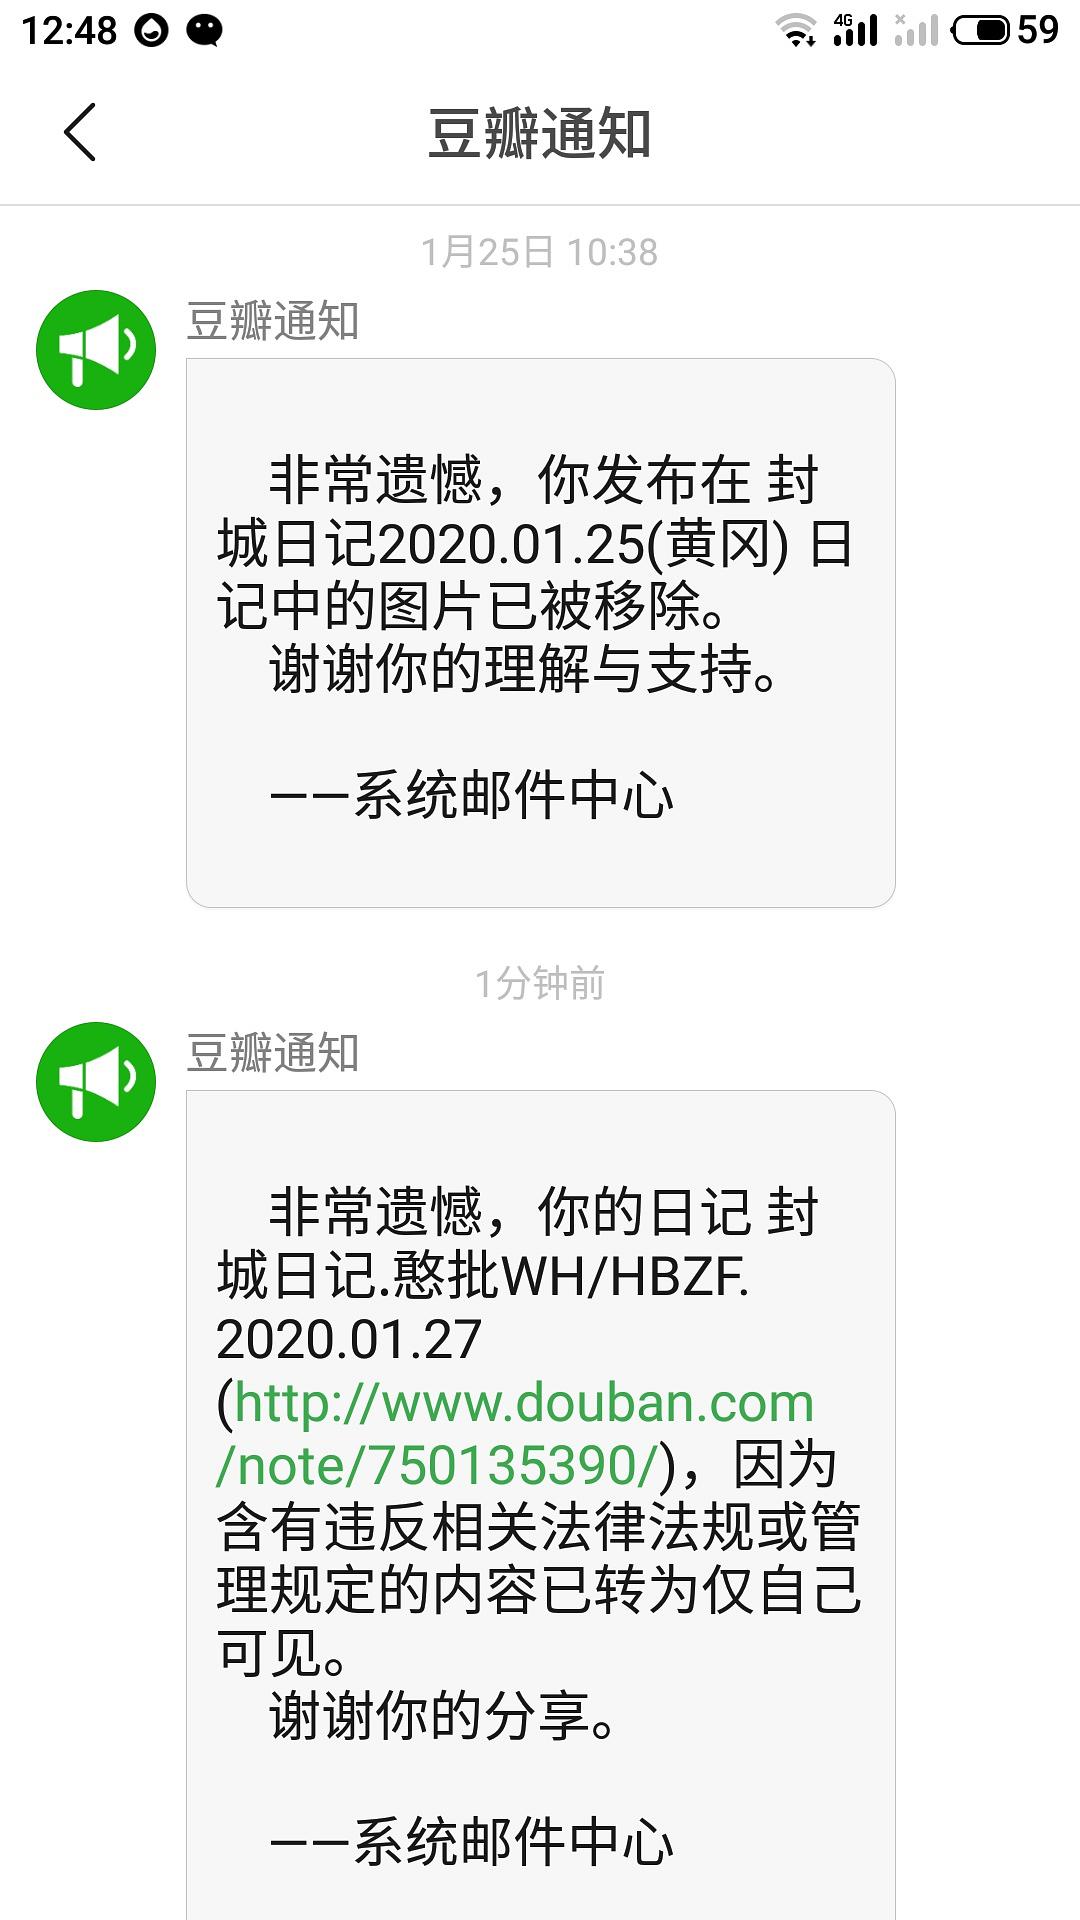 12:48
4G
59
豆瓣通知
1月25日 10:38
豆瓣通知
非常遗憾，你发布在 封
城日记2020.01.25(黄冈) 日
记中的图片已被移除。
谢谢你的理解与支持。
——系统邮件中心
1分钟前
豆瓣通知
非常遗憾，你的日记 封
城日记.憨批WH/HBZF.
2020.01.27
(http://www.douban.com
/note/750135390/)，因为
含有违反相关法律法规或管
理规定的内容已转为仅自己
可见。
谢谢你的分享。
——系统邮件中心